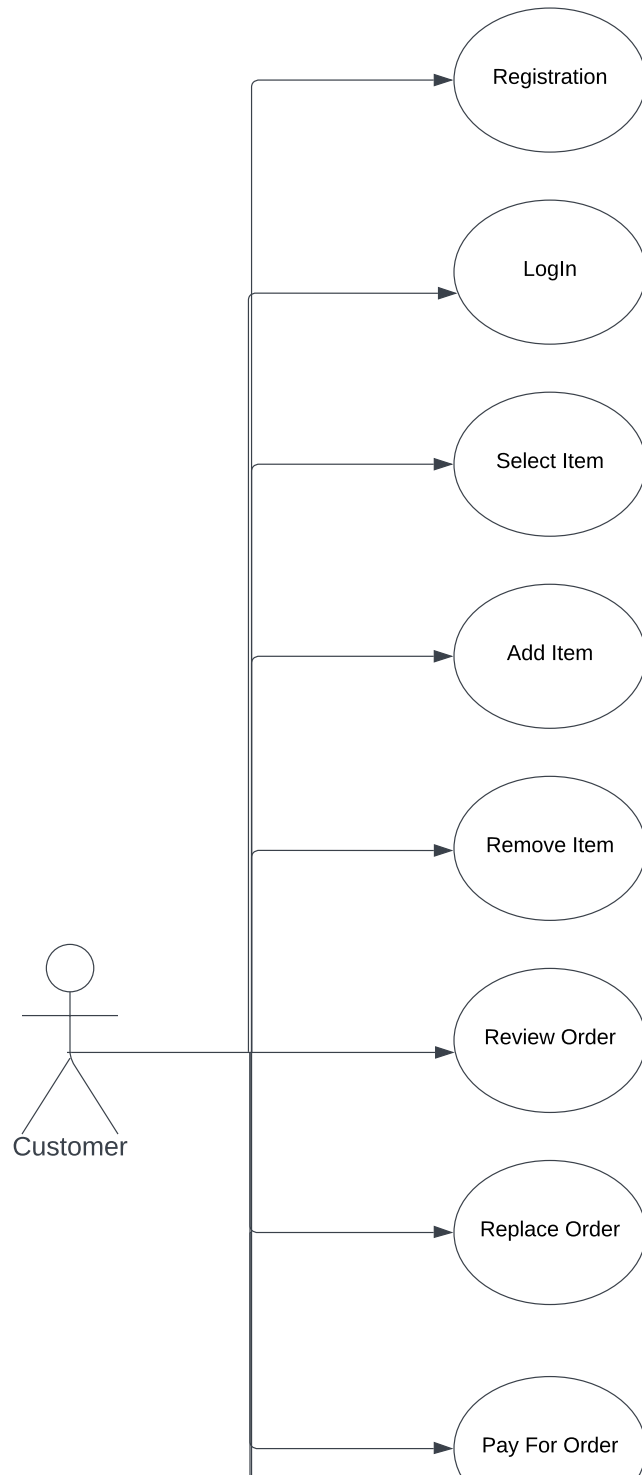 Registration
LogIn
Select Item
Add Item
Remove Item
Review Order
Customer
Replace Order
Pay For Order